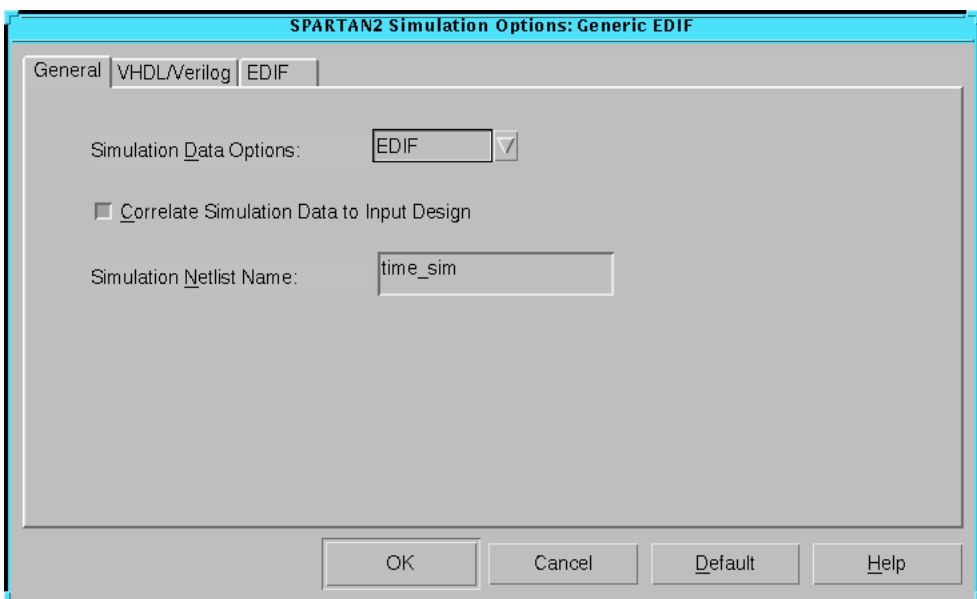 SPARTAN2 Simulation Options: Generic EDIF
General VHDL/Verilog EDIF
Simulation Data Options: EDIF
Correlate Simulation Data to Input Design
Simulation Netlist Name: time_sim
OK Cancel Default Help